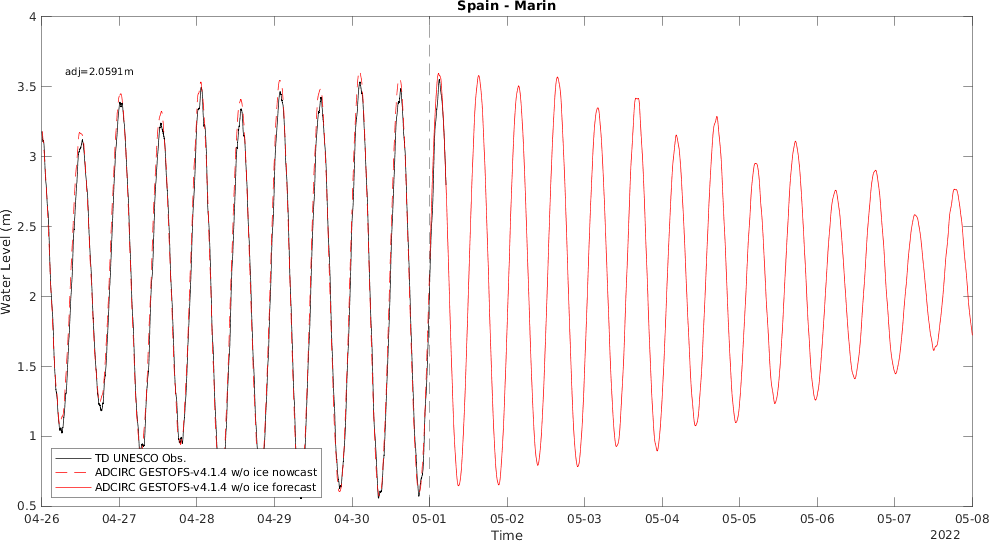 Spain - Marin
adj=2.0591m
Water Level (m)
4
3.5
3
2.5
2
1.5
1
0.5
TD UNESCO Obs.
ADCIRC GESTOFS-v4.1.4 w/o ice nowcast
ADCIRC GESTOFS-v4.1.4 w/o ice forecast
04-26 04-27 04-28 04-29 04-30 05-01 05-02 05-03 05-04 05-05 05-06 05-07 05-08
Time
2022